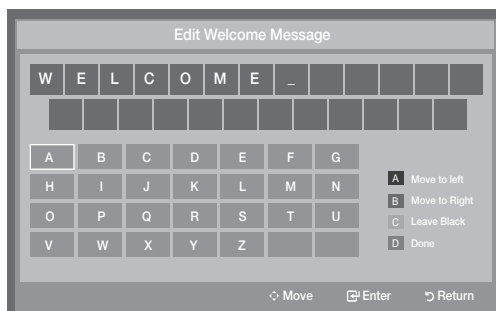 Edit Welcome Message
W E L C O M E _
A B C D E F G
H I J K L M N
O P Q R S T U
V W X Y Z
A Move to left
B Move to Right
C Leave Black
D Done
Move Enter Return